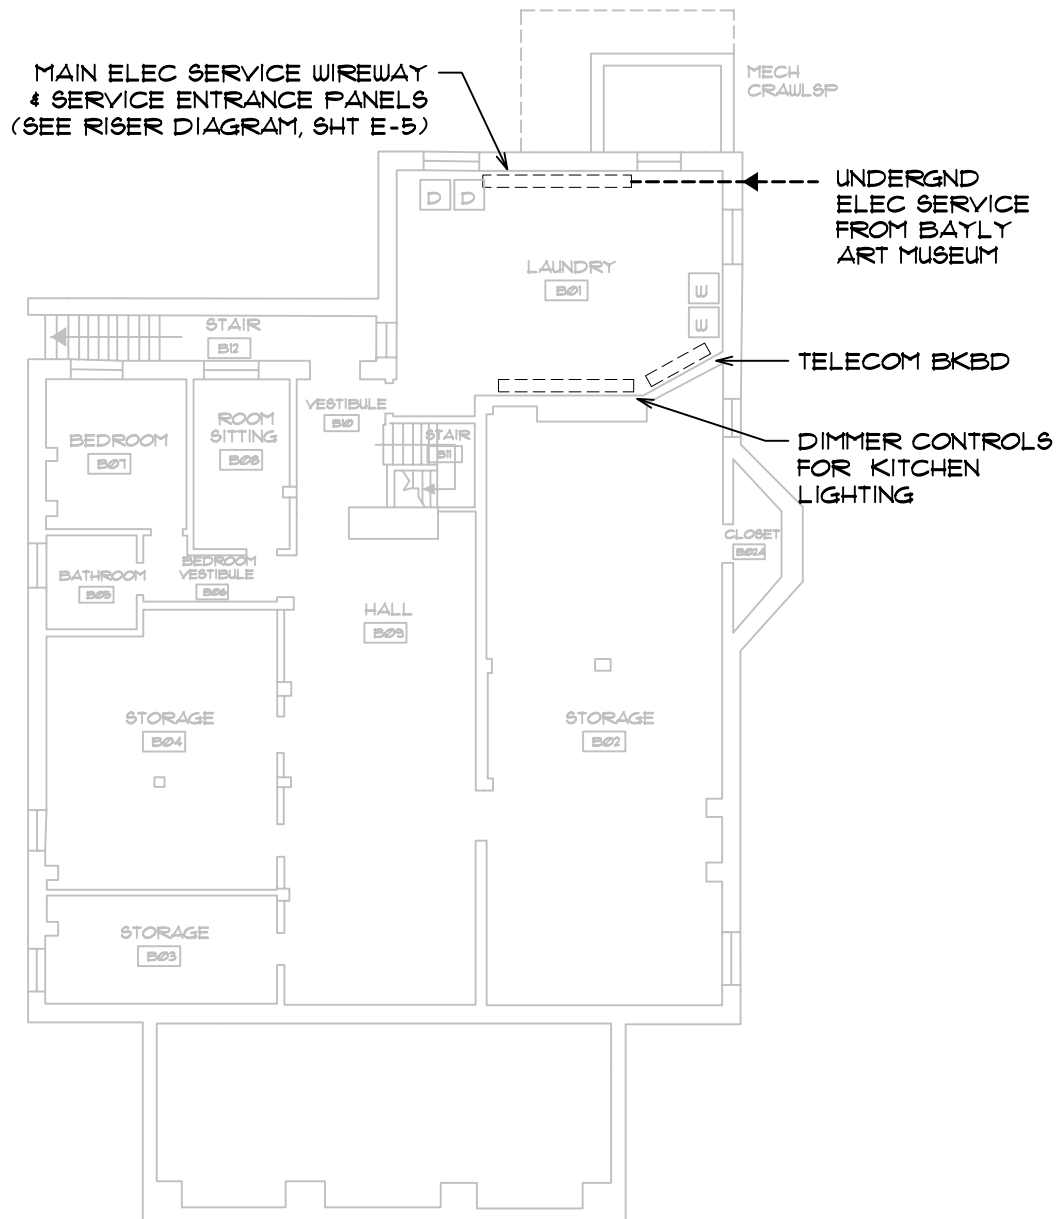 MAIN ELEC SERVICE WIREWAY
& SERVICE ENTRANCE PANELS
(SEE RISER DIAGRAM, SHT E-5)
MECH
CRAWLSP
UNDERGND
ELEC SERVICE
FROM BAYLY
ART MUSEUM
D
D
LAUNDRY
B01
W
W
STAIR
B12
TELECOM BKBD
VESTIBULE
B10
ROOM
SITTING
B08
BEDROOM
B07
STAIR
B11
DIMMER CONTROLS
FOR KITCHEN
LIGHTING
CLOSET
B02A
BEDROOM
VESTIBULE
B06
BATHROOM
B05
HALL
B09
STORAGE
B04
STORAGE
B02
STORAGE
B03